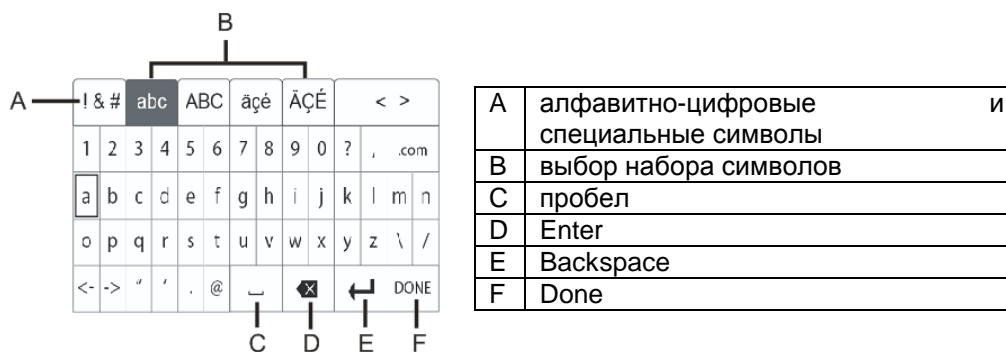 B
A
! & # abc ABC äçé ÄÇÉ < >
1 2 3 4 5 6 7 8 9 0 ? , .com
a b c d e f g h i j k l m n
o p q r s t u v w x y z \ /
<- -> " ' . @ DONE
C D E F
A алфавитно-цифровые и
специальные символы
B выбор набора символов
C пробел
D Enter
E Backspace
F Done